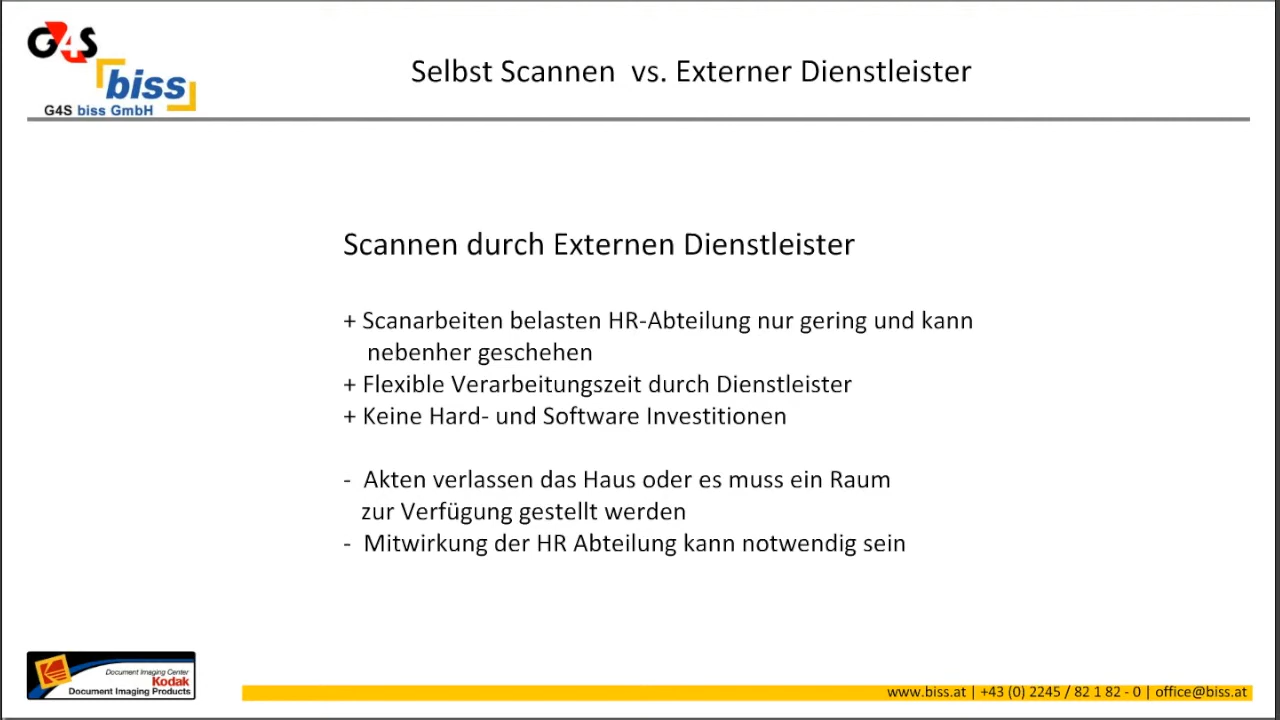 G4S
biss
G4S biss GmbH
Selbst Scannen vs. Externer Dienstleister
Scannen durch Externen Dienstleister
+ Scanarbeiten belasten HR-Abteilung nur gering und kann
nebenher geschehen
+ Flexible Verarbeitungszeit durch Dienstleister
+ Keine Hard- und Software Investitionen
- Akten verlassen das Haus oder es muss ein Raum
zur Verfügung gestellt werden
- Mitwirkung der HR Abteilung kann notwendig sein
Document Imaging Center
Kodak
Document Imaging Products
www.biss.at | +43 (0) 2245 / 82 1 82 - 0 | office@biss.at